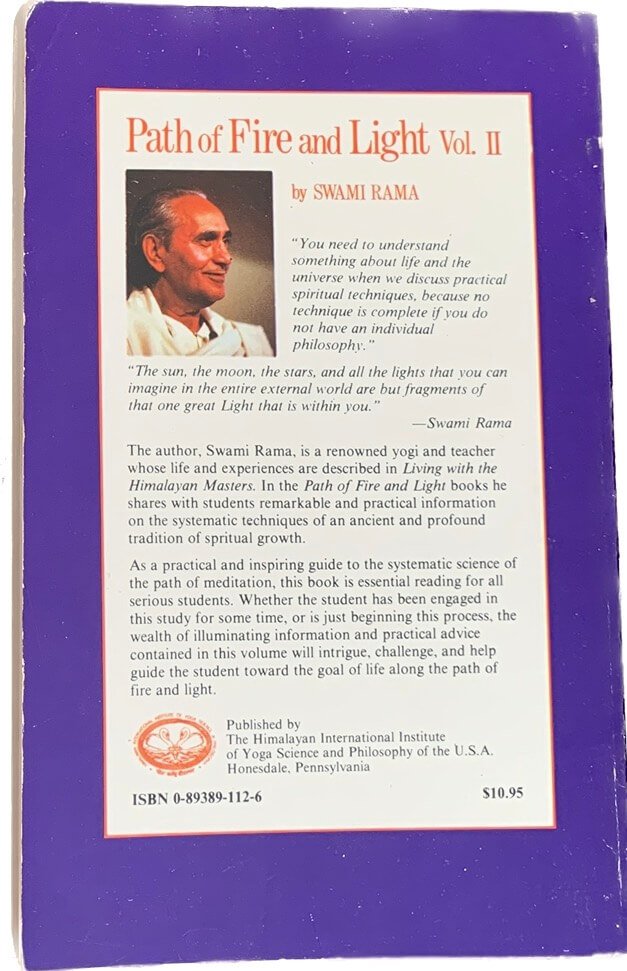 Path of Fire and Light Vol. II
by SWAMI RAMA
"You need to understand
something about life and the
universe when we discuss practical
spiritual techniques, because no
technique is complete if you do
not have an individual
philosophy."
"The sun, the moon, the stars, and all the lights that you can
imagine in the entire external world are but fragments of
that one great Light that is within you."
—Swami Rama
The author, Swami Rama, is a renowned yogi and teacher
whose life and experiences are described in Living with the
Himalayan Masters. In the Path of Fire and Light books he
shares with students remarkable and practical information
on the systematic techniques of an ancient and profound
tradition of spritual growth.
As a practical and inspiring guide to the systematic science of
the path of meditation, this book is essential reading for all
serious students. Whether the student has been engaged in
this study for some time, or is just beginning this process, the
wealth of illuminating information and practical advice
contained in this volume will intrigue, challenge, and help
guide the student toward the goal of life along the path of
fire and light.
Published by
The Himalayan International Institute
of Yoga Science and Philosophy of the U.S.A.
Honesdale, Pennsylvania
ISBN 0-89389-112-6
$10.95